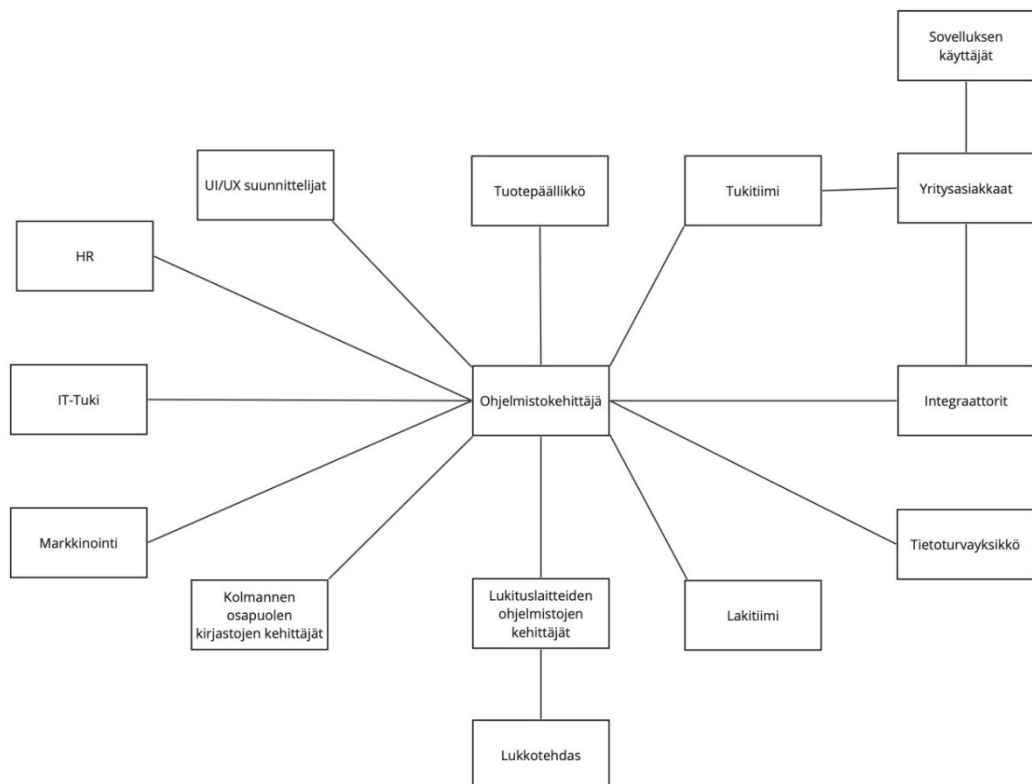 Sovelluksen
käyttäjät
UI/UX suunnittelijat
Tuotepäällikkö
Tukitiimi
Yritysasiakkaat
HR
IT-Tuki
Ohjelmistokehittäjä
Integraattorit
Markkinointi
Tietoturvayksikkö
Kolmannen
osapuolen
kirjastojen kehittäjät
Lukituslaitteiden
ohjelmistojen
kehittäjät
Lakitiimi
Lukkotehdas